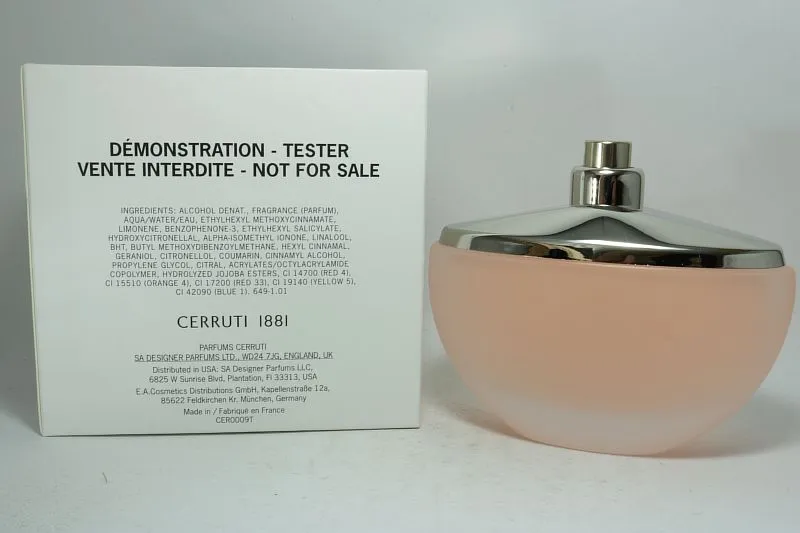 DÉMONSTRATION - TESTER
VENTE INTERDITE - NOT FOR SALE
INGREDIENTS: ALCOHOL DENAT., FRAGRANCE (PARFUM),
AQUA/WATER/EAU, ETHYLHEXYL METHOXYCINNAMATE,
LIMONENE, BENZOPHENONE-3, ETHYLHEXYL SALICYLATE,
HYDROXYCITRONELLAL, ALPHA-ISOMETHYL IONONE, LINALOOL,
BHT, BUTYL METHOXYDIBENZOYLMETHANE, HEXYL CINNAMAL,
GERANIOL, CITRONELLOL, COUMARIN, CINNAMYL ALCOHOL,
PROPYLENE GLYCOL, CITRAL, ACRYLATES/OCTYLACRYLAMIDE
COPOLYMER, HYDROLYZED JOJOBA ESTERS, CI 14700 (RED 4),
CI 15510 (ORANGE 4), CI 17200 (RED 33), CI 19140 (YELLOW 5),
CI 42090 (BLUE 1). 649-1.01
CERRUTI 1881
PARFUMS CERRUTI
SA DESIGNER PARFUMS LTD., WD24 7JG, ENGLAND, UK
Distributed in USA: SA Designer Parfums LLC,
6825 W Sunrise Blvd, Plantation, Fl 33313, USA
E.A.Cosmetics Distributions GmbH, Kapellenstraße 12a,
85622 Feldkirchen Kr. München, Germany
Made in / Fabriqué en France
CER0009T